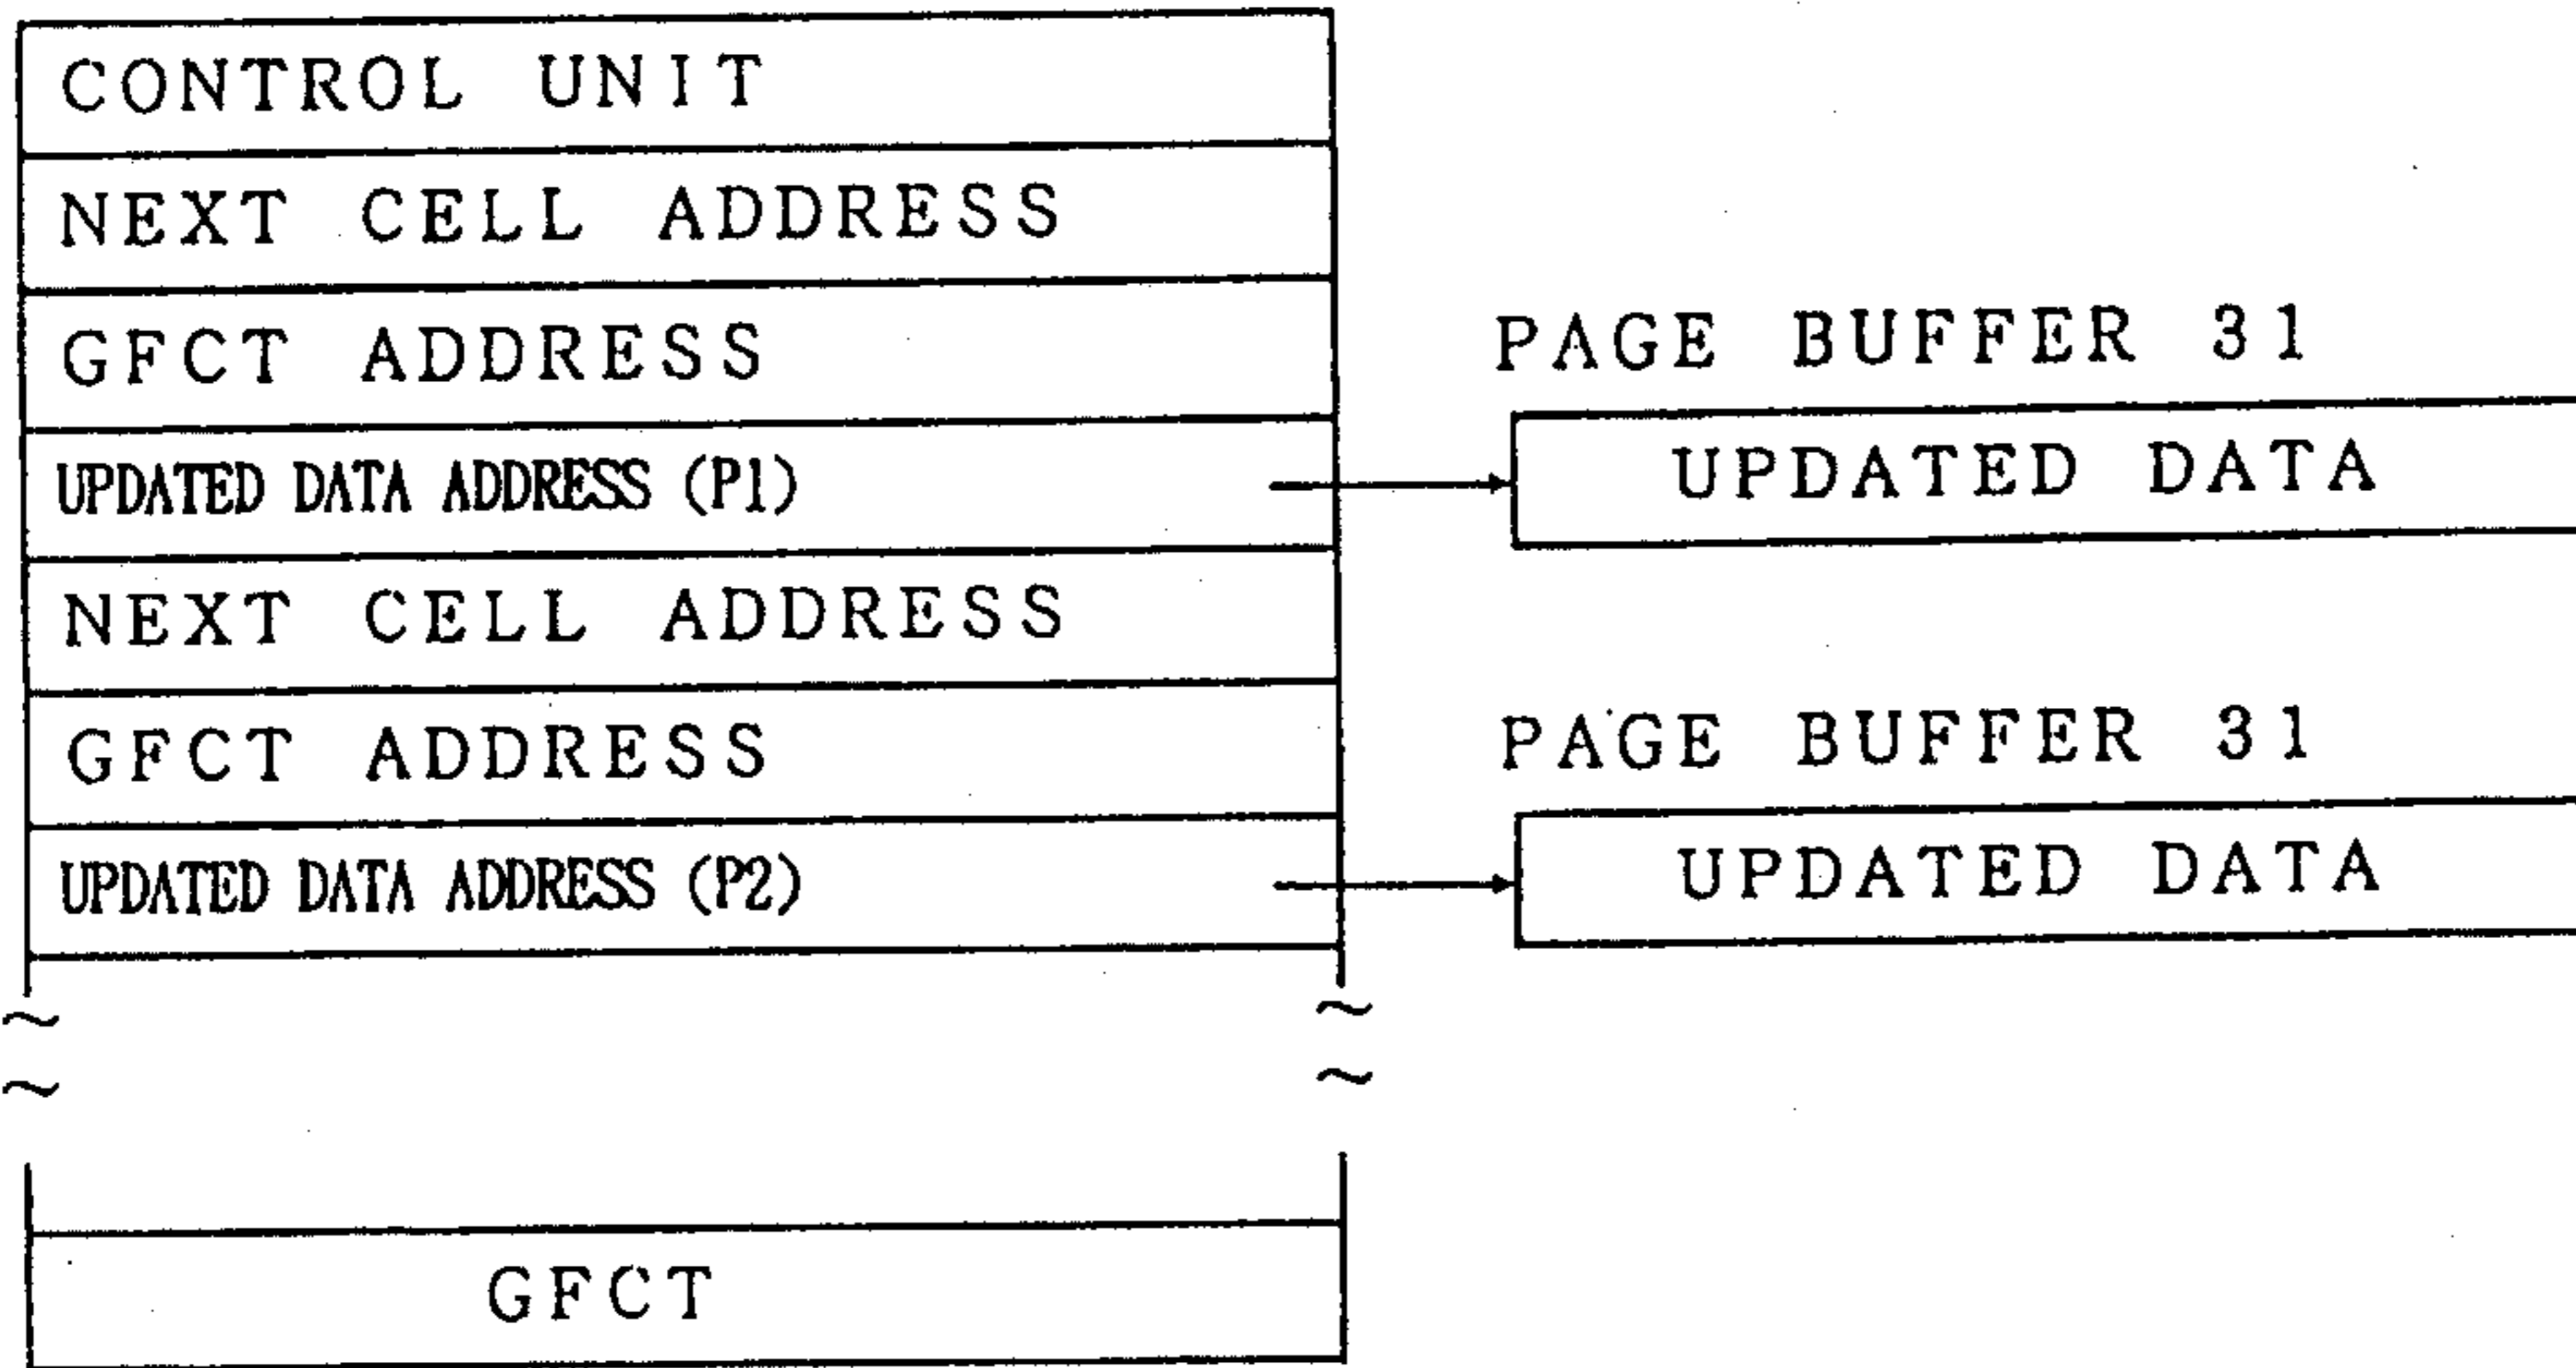 CONTROL UNIT
NEXT CELL ADDRESS
GFCT ADDRESS
PAGE BUFFER 31
UPDATED DATA ADDRESS (P1)
UPDATED DATA
NEXT CELL ADDRESS
GFCT ADDRESS
PAGE BUFFER 31
UPDATED DATA ADDRESS (P2)
UPDATED DATA
GFCT